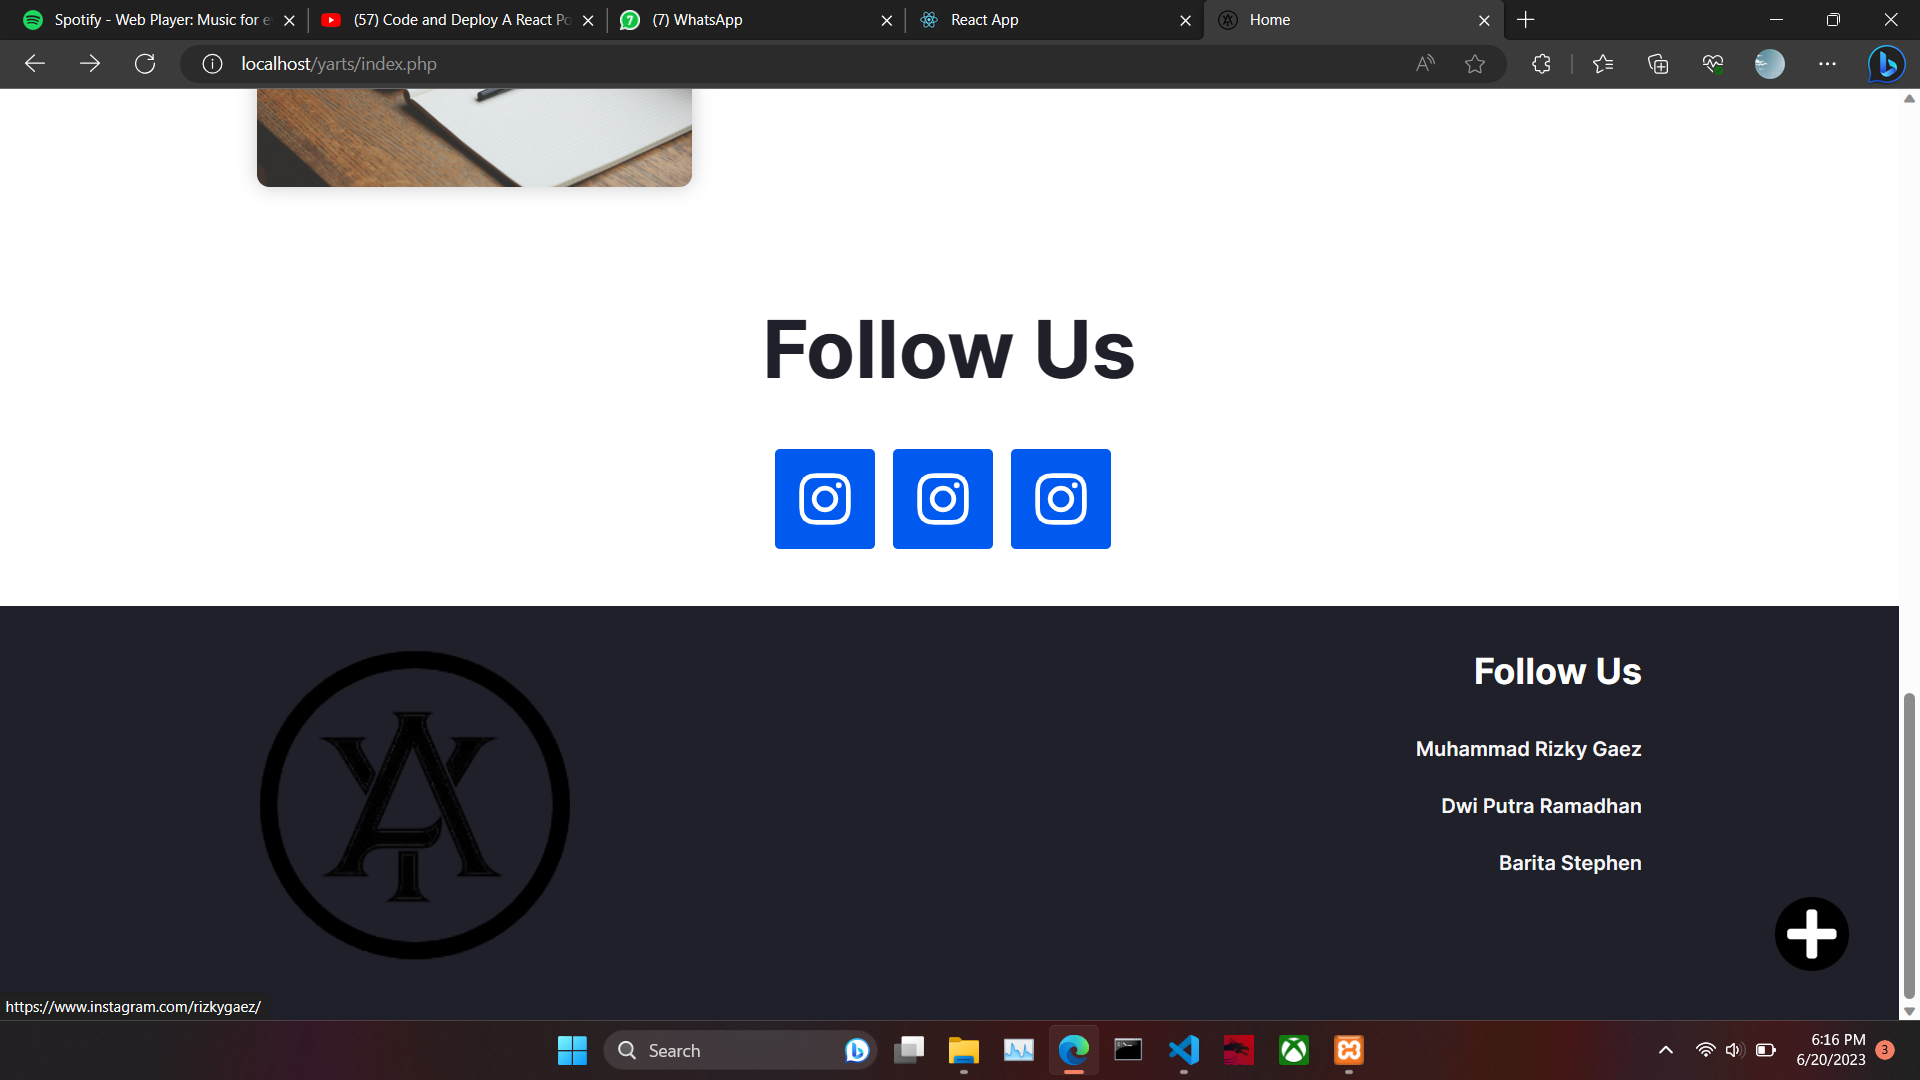 Spotify - Web Player: Music for e
(57) Code and Deploy A React Po
(7) WhatsApp
React App
Home
localhost/yarts/index.php
Follow Us
Follow Us
Muhammad Rizky Gaez
Dwi Putra Ramadhan
Barita Stephen
https://www.instagram.com/rizkygaez/
Search
6:16 PM
6/20/2023
3